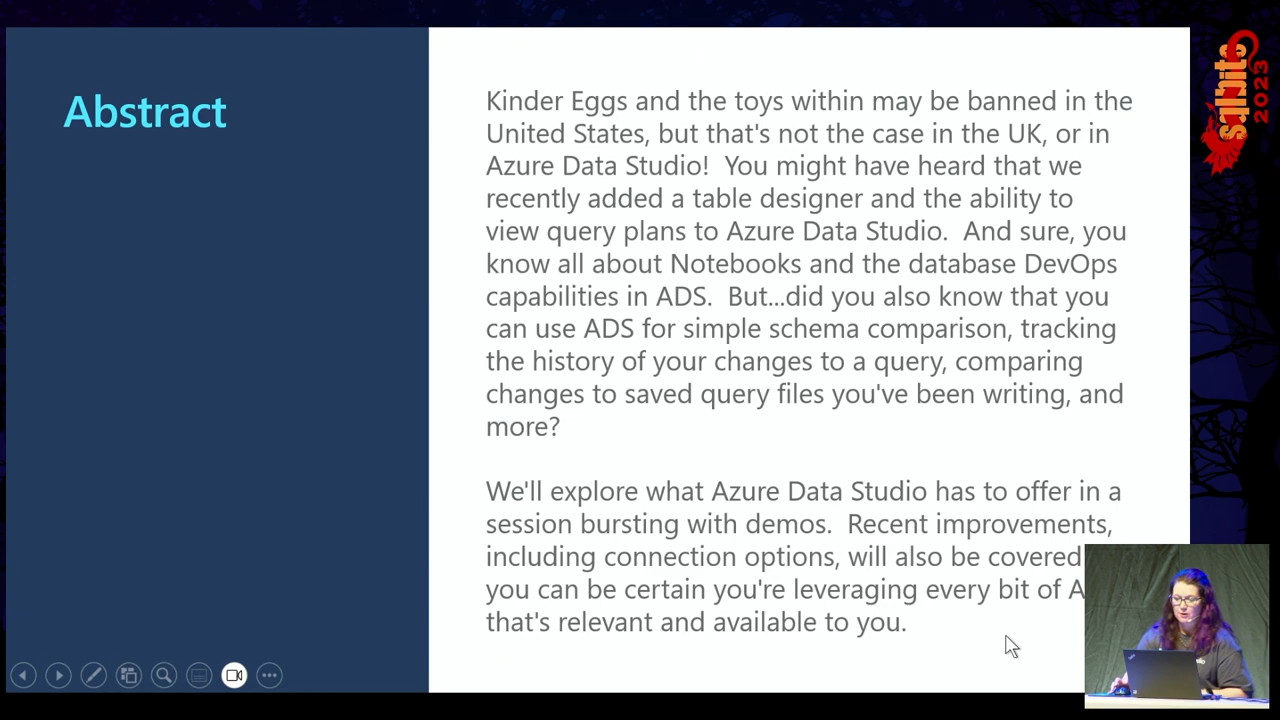 Abstract
Kinder Eggs and the toys within may be banned in the
United States, but that's not the case in the UK, or in
Azure Data Studio!  You might have heard that we
recently added a table designer and the ability to
view query plans to Azure Data Studio.  And sure, you
know all about Notebooks and the database DevOps
capabilities in ADS.  But...did you also know that you
can use ADS for simple schema comparison, tracking
the history of your changes to a query, comparing
changes to saved query files you've been writing, and
more?
We'll explore what Azure Data Studio has to offer in a
session bursting with demos.  Recent improvements,
including connection options, will also be covered
you can be certain you're leveraging every bit of A
that's relevant and available to you.
sqlbits
2023